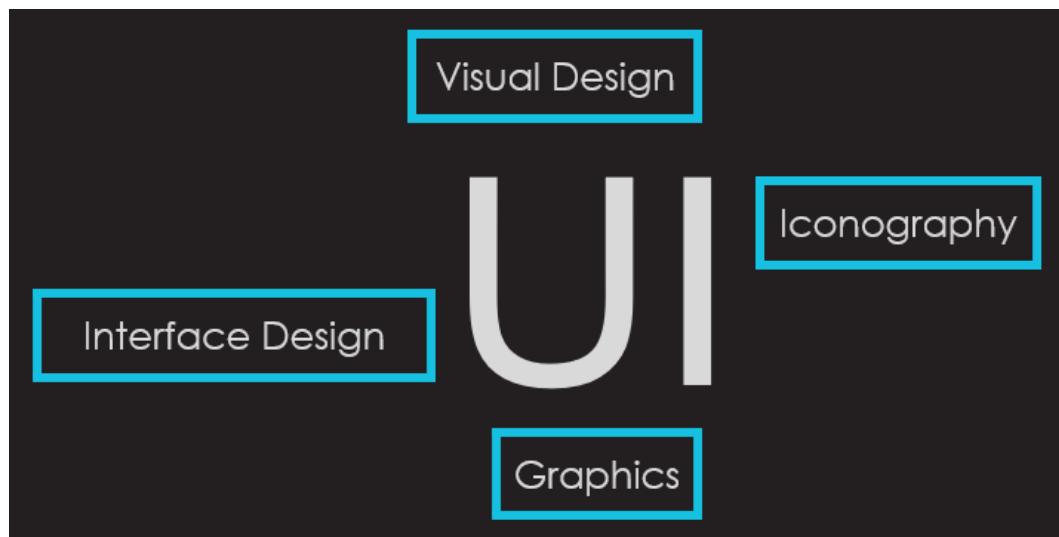 Visual Design
UI
Iconography
Interface Design
Graphics